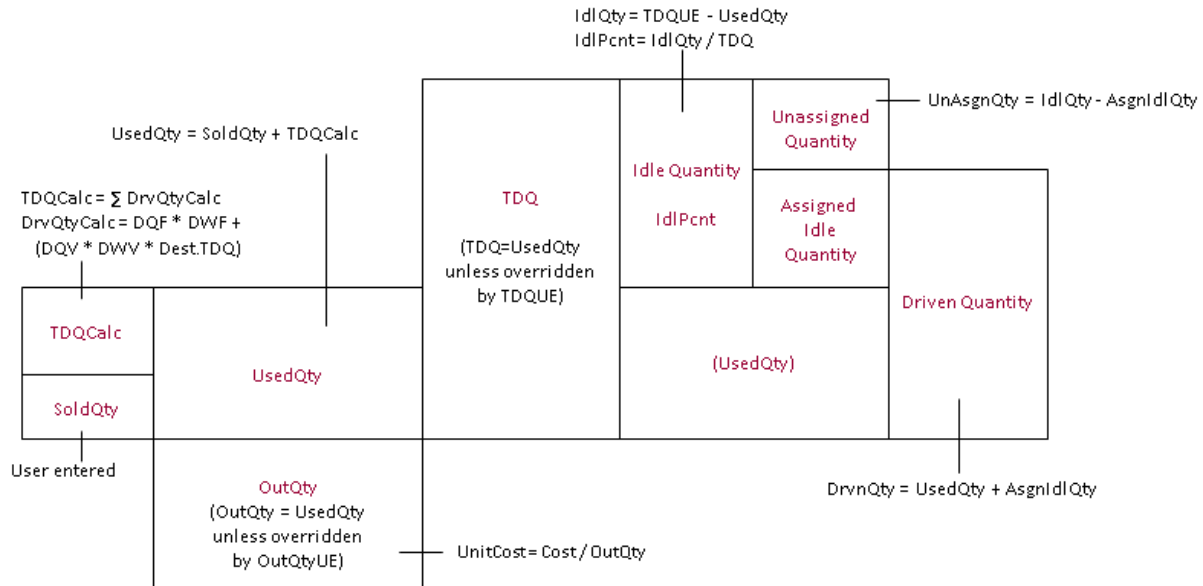 IdlQty = TDQUE - UsedQty
IdlPcnt = IdlQty / TDQ
UnAsgnQty = IdlQty - AsgnIdlQty
Unassigned
Quantity
UsedQty = SoldQty + TDQCalc
Idle Quantity
IdlPcnt
TDQCalc = ∑ DrvQtyCalc
DrvQtyCalc = DQF * DWF +
(DQV * DWV * Dest.TDQ)
TDQ
(TDQ=UsedQty
unless overridden
by TDQUE)
Assigned
Idle
Quantity
Driven Quantity
TDQCalc
UsedQty
(UsedQty)
SoldQty
User entered
OutQty
(OutQty = UsedQty
unless overridden
by OutQtyUE)
DrvnQty = UsedQty + AsgnIdlQty
UnitCost = Cost / OutQty